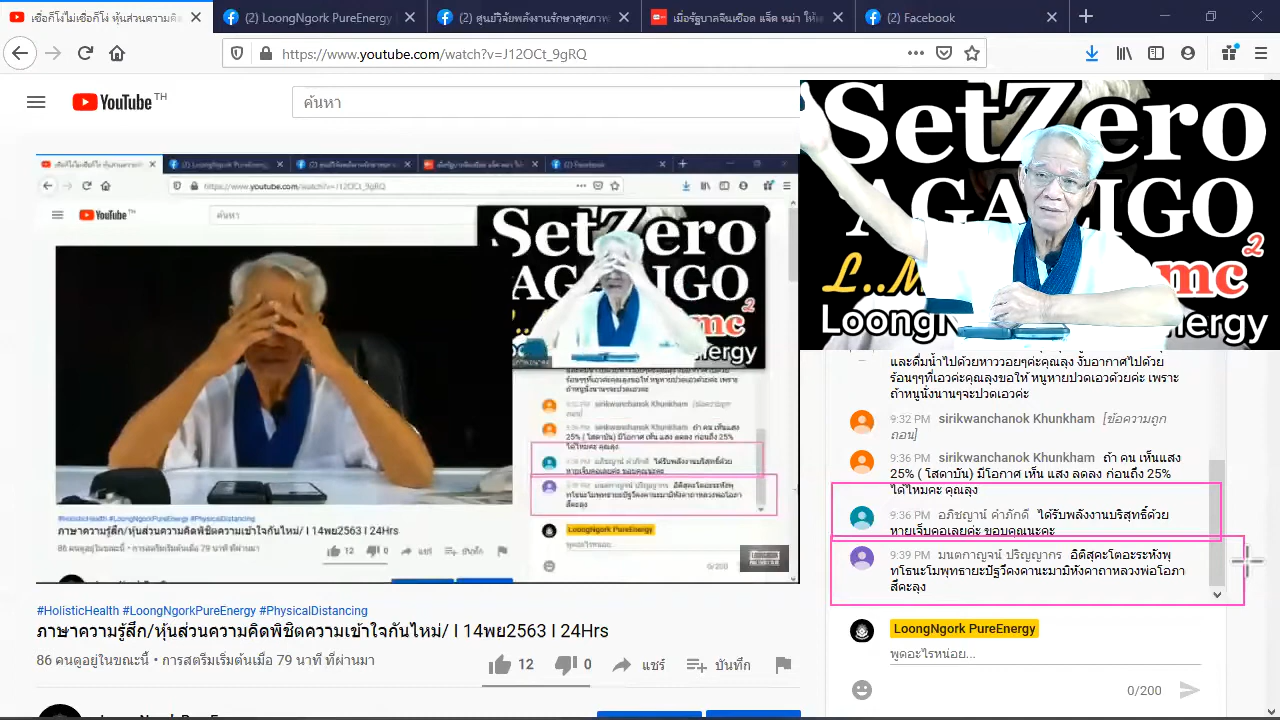 เชื่อก็ไง่ไม่เชื่อก็โง่ หุ้นส่วนความคิ
(2) LoongNgork PureEnergy
(2) ศูนย์วิจัยพลังงานรักษาสุขภาพ
เมื่อรัฐบาลจีนเชือด แจ็ค หม่า ให้
(2) Facebook
https://www.youtube.com/watch?v=J12OCt_9gRQ
YouTube TH
ค้นหา
SetZero
AGALIGO
mc2
(2) LoongNgork PureEnergy
(2) Facebook
https://www.youtube.com/watch?v=J12OCt_9gRQ
YouTube TH
ค้นหา
SetZero
AGALIGO
mc2
และดื่มน้ำไปด้วยหาววอยๆค่ะคุณลุง งับอากาศไปด้วย
ร้อนๆๆที่เอวค่ะคุณลุงขอให้ หนูหายปวดเอวด้วยค่ะ เพราะ
ถ้าหนูนั่งนานๆจะปวดเอวค่ะ
9:32 PM sirikwanchanok Khunkham [ข้อความถูก
ถอน]
9:36 PM sirikwanchanok Khunkham ถ้า คน เห็นแสง
25% ( โสดาบัน) มีโอกาศ เห็น แสง ลดลง ก่อนถึง 25%
ได้ไหมคะ คุณลุง
9:36 PM อภิชญาน์ คำภักดี ได้รับพลังงานบริสุทธิ์ด้วย
หายเจ็บคอเลยค่ะ ขอบคุณนะคะ
9:39 PM มนตกาญจน์ ปริญญากร อิติสุคะโตอะระหังพุ
ทโธนะโมพุทธายะปัฐวีคงคานะมามิหังคาถาหลวงพ่อโอภา
สีคะลุง
LoongNgork PureEnergy
พูดอะไรหน่อย...
0/200
#HolisticHealth #LoongNgorkPureEnergy #PhysicalDistancing
ภาษาความรู้สึก/หุ้นส่วนความคิดพิชิตความเข้าใจกันใหม่/ l 14พย2563 l 24Hrs
86 คนดูอยู่ในขณะนี้ • การสตรีมเริ่มต้นเมื่อ 79 นาที ที่ผ่านมา
12
0
แชร์
บันทึก